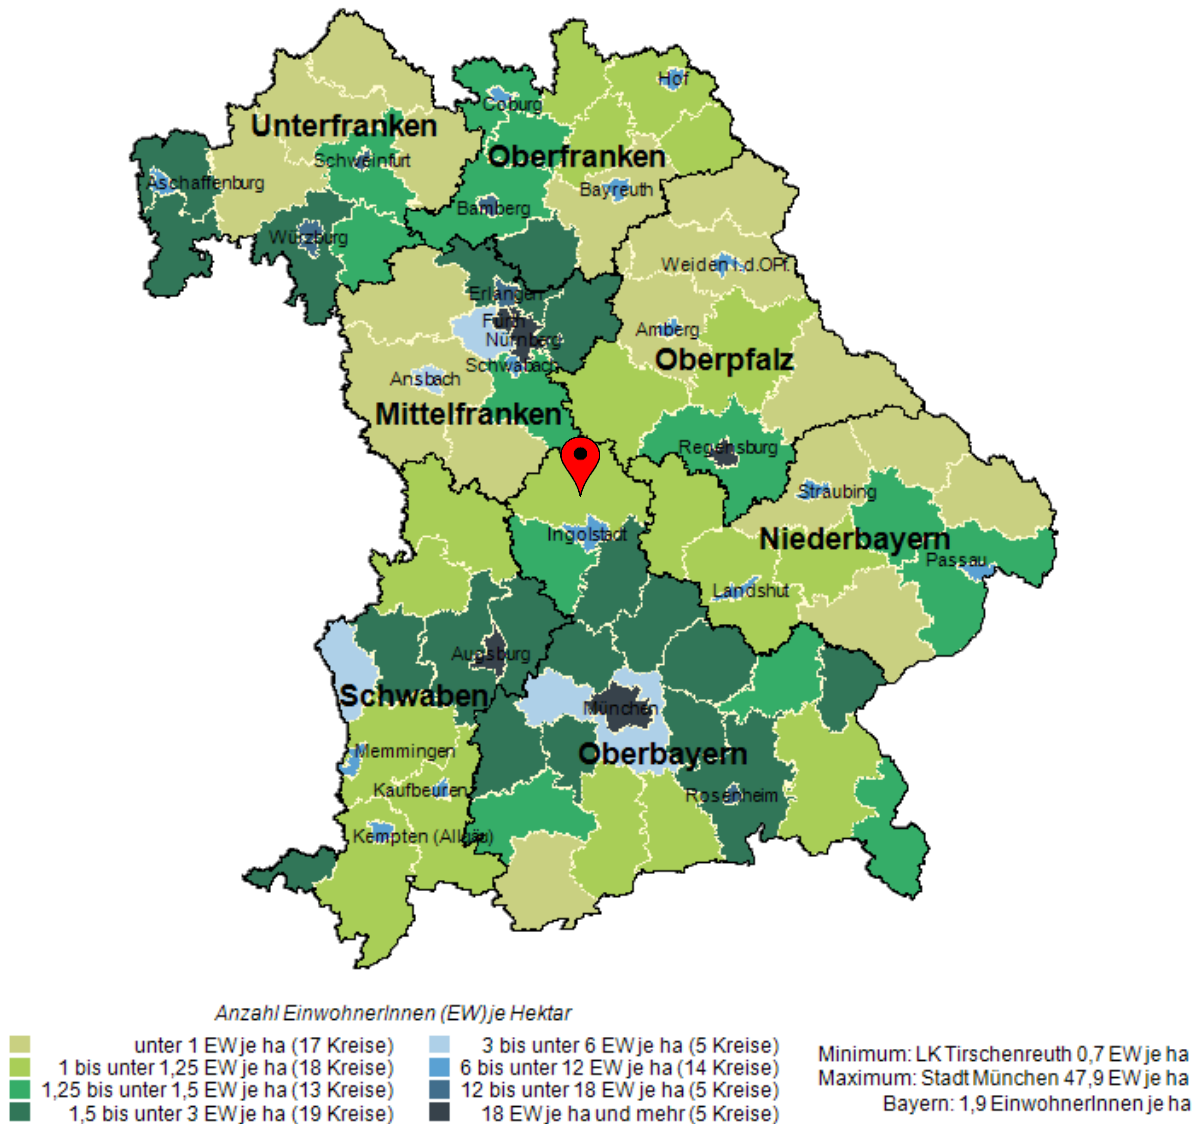 Hof
Coburg
Unterfranken
Oberfranken
Schweinfurt
Aschaffenburg
Bayreuth
Bamberg
Würzburg
Weiden i.d.OPf.
Erlangen
Fürth
Amberg
Nürnberg
Oberpfalz
Schwabach
Ansbach
Mittelfranken
Regensburg
Straubing
Ingolstadt
Niederbayern
Passau
Landshut
Augsburg
Schwaben
München
Memmingen
Oberbayern
Kaufbeuren
Rosenheim
Kempten (Allgäu)
Anzahl EinwohnerInnen (EW) je Hektar
unter 1 EW je ha (17 Kreise)
1 bis unter 1,25 EW je ha (18 Kreise)
1,25 bis unter 1,5 EW je ha (13 Kreise)
1,5 bis unter 3 EW je ha (19 Kreise)
3 bis unter 6 EW je ha (5 Kreise)
6 bis unter 12 EW je ha (14 Kreise)
12 bis unter 18 EW je ha (5 Kreise)
18 EW je ha und mehr (5 Kreise)
Minimum: LK Tirschenreuth 0,7 EW je ha
Maximum: Stadt München 47,9 EW je ha
Bayern: 1,9 EinwohnerInnen je ha